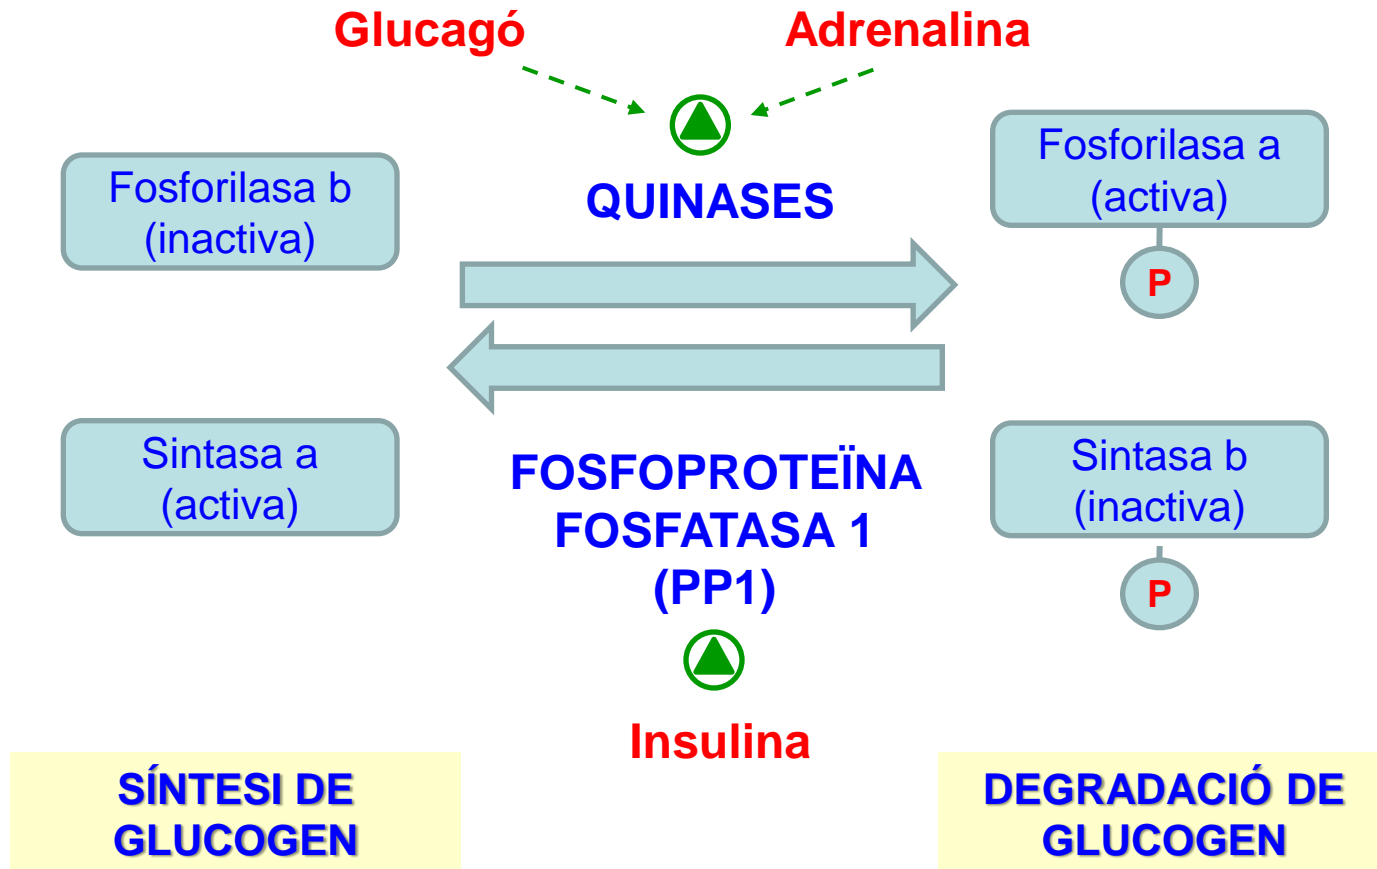 Glucagó
Adrenalina
Fosforilasa b
(inactiva)
QUINASES
Fosforilasa a
(activa)
P
Sintasa a
(activa)
FOSFOPROTEÏNA
FOSFATASA 1
(PP1)
Sintasa b
(inactiva)
P
Insulina
SÍNTESI DE
GLUCOGEN
DEGRADACIÓ DE
GLUCOGEN